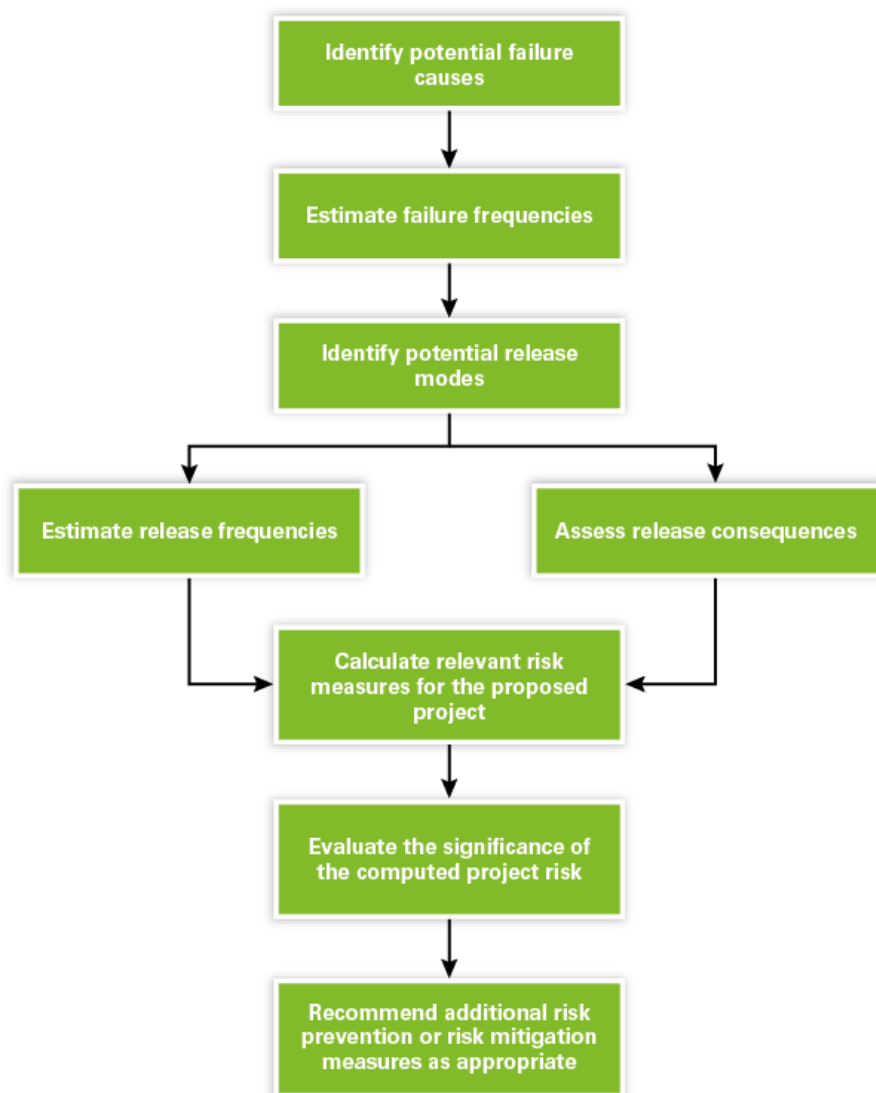 Identify potential failure
causes
Estimate failure frequencies
Identify potential release
modes
Estimate release frequencies
Assess release consequences
Calculate relevant risk
measures for the proposed
project
Evaluate the significance of
the computed project risk
Recommend additional risk
prevention or risk mitigation
measures as appropriate